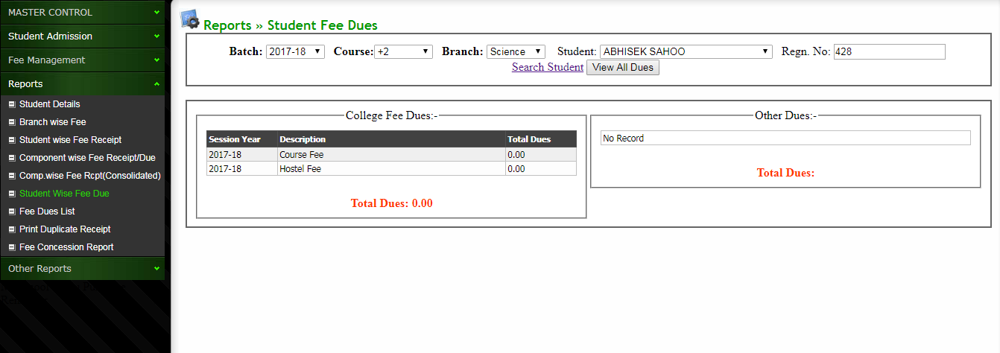 MASTER CONTROL
Student Admission
Fee Management
Reports
Student Details
Branch wise Fee
Student wise Fee Receipt
Component wise Fee Receipt/Due
Comp.wise Fee Rcpt(Consolidated)
Student Wise Fee Due
Fee Dues List
Print Duplicate Receipt
Fee Concession Report
Other Reports
Reports » Student Fee Dues
Batch: 2017-18 Course: +2 Branch: Science Student: ABHISEK SAHOO Regn. No: 428
Search Student View All Dues
College Fee Dues:-
Session Year Description Total Dues
2017-18 Course Fee 0.00
2017-18 Hostel Fee 0.00
Total Dues: 0.00
Other Dues:-
No Record
Total Dues: